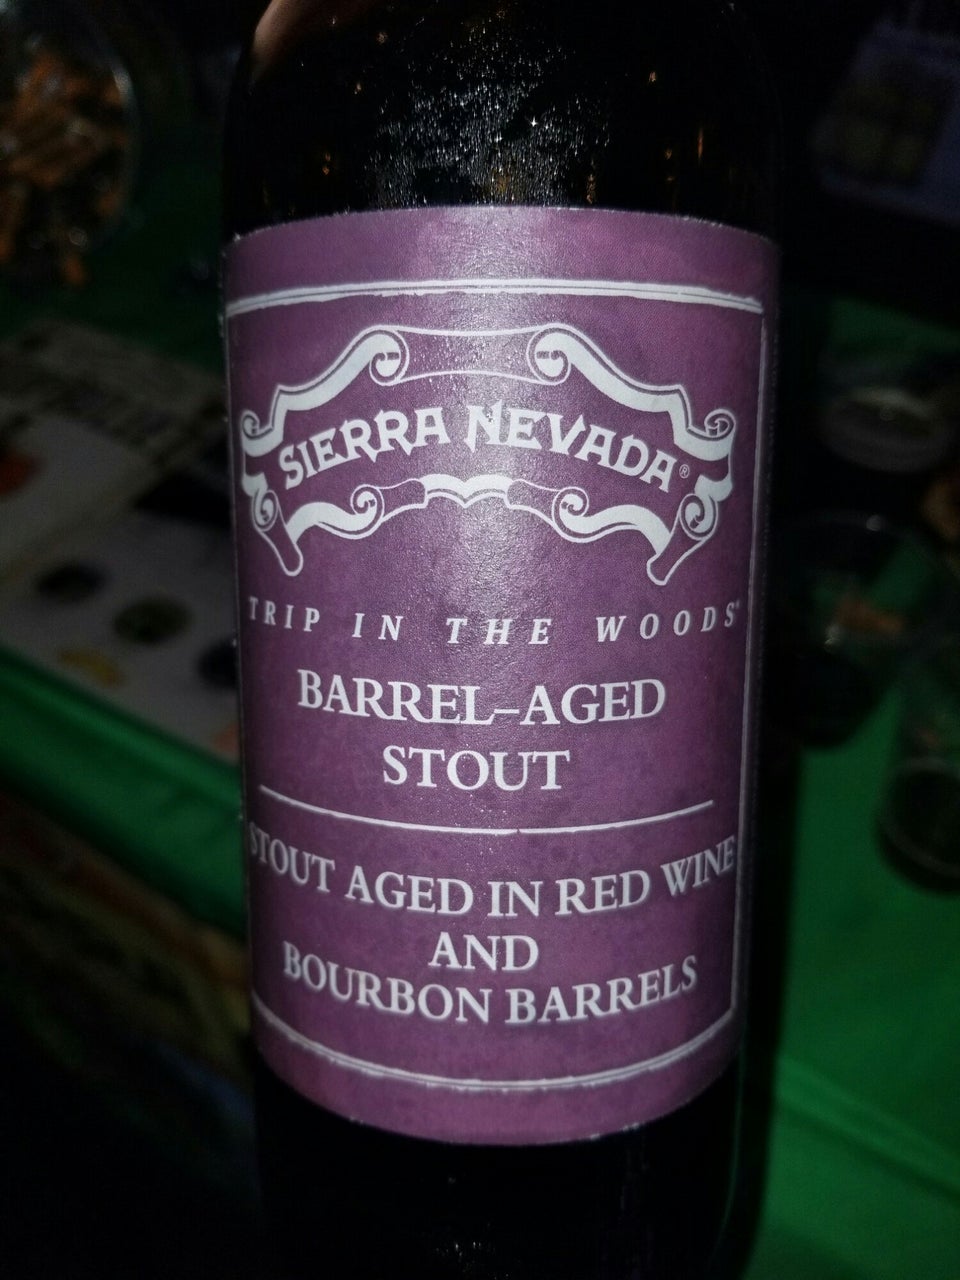 SIERRA NEVADA®
TRIP IN THE WOODS®
BARREL-AGED
STOUT
STOUT AGED IN RED WINE
AND
BOURBON BARRELS